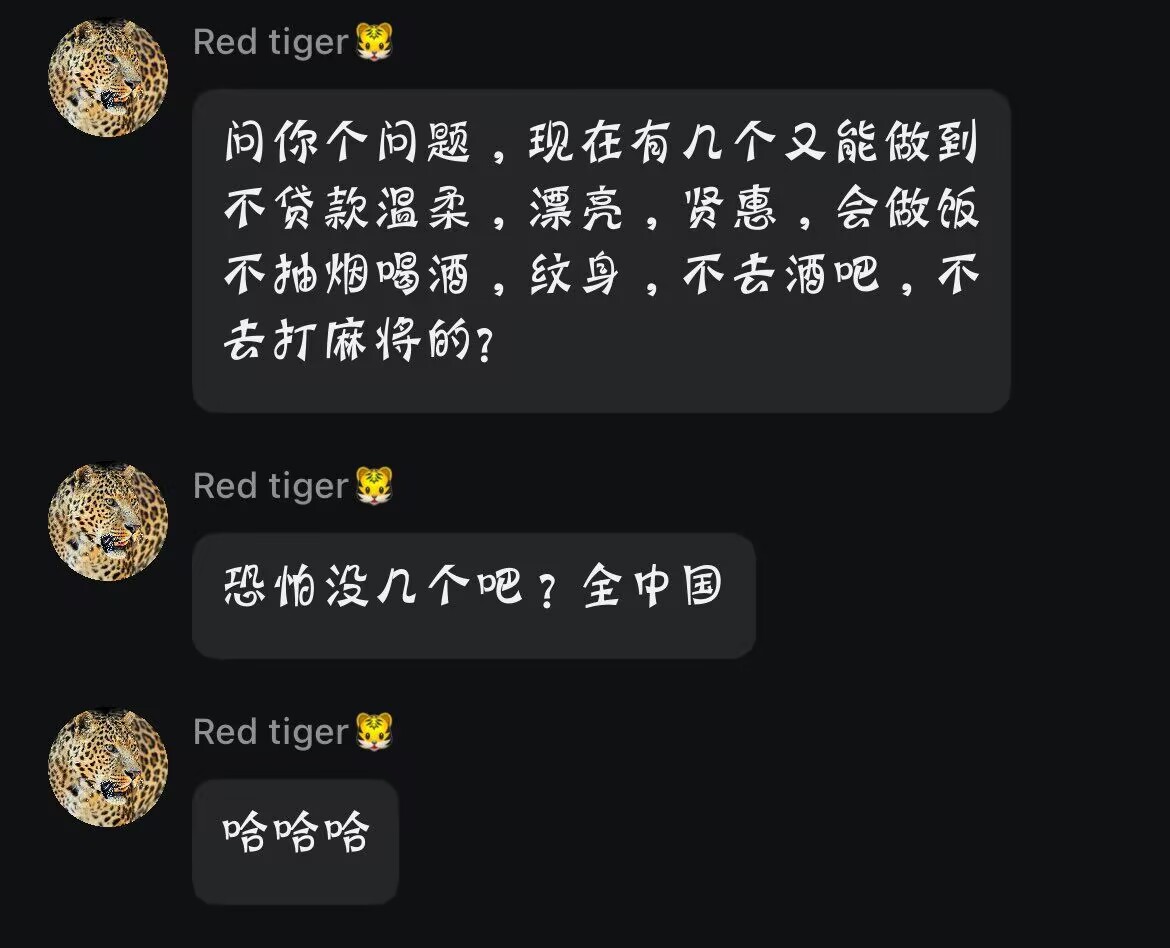 Red tiger🐯
问你个问题，现在有几个又能做到
不贷款温柔，漂亮，贤惠，会做饭
不抽烟喝酒，纹身，不去酒吧，不
去打麻将的？
Red tiger🐯
恐怕没几个吧？全中国
Red tiger🐯
哈哈哈